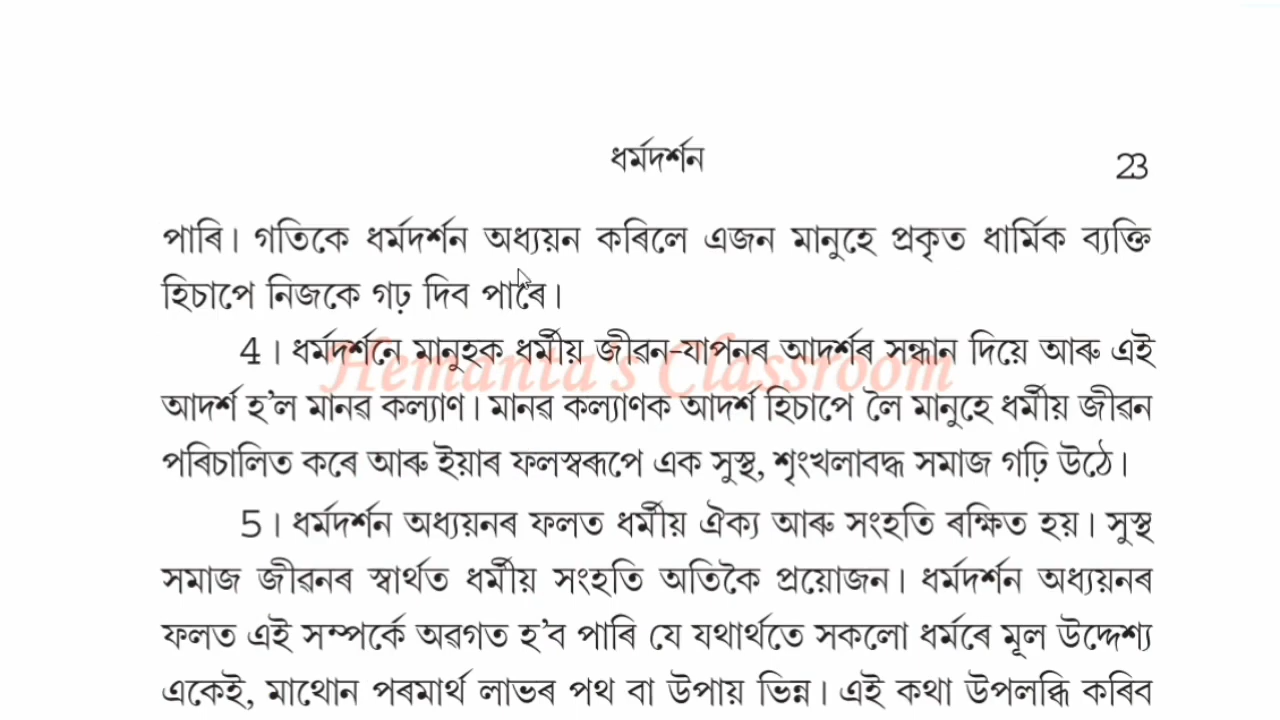 ধৰ্মদৰ্শন 23
পাৰি। গতিকে ধৰ্মদৰ্শন অধ্যয়ন কৰিলে এজন মানুহে প্ৰকৃত ধাৰ্মিক ব্যক্তি
হিচাপে নিজকে গঢ় দিব পাৰে।
4। ধৰ্মদৰ্শনে মানুহক ধৰ্মীয় জীৱন-যাপনৰ আদৰ্শৰ সন্ধান দিয়ে আৰু এই
Hemanta's Classroom
আদৰ্শ হ'ল মানৱ কল্যাণ। মানৱ কল্যাণক আদৰ্শ হিচাপে লৈ মানুহে ধৰ্মীয় জীৱন
পৰিচালিত কৰে আৰু ইয়াৰ ফলস্বৰূপে এক সুস্থ, শৃংখলাবদ্ধ সমাজ গঢ়ি উঠে।
5। ধৰ্মদৰ্শন অধ্যয়নৰ ফলত ধৰ্মীয় ঐক্য আৰু সংহতি ৰক্ষিত হয়। সুস্থ
সমাজ জীৱনৰ স্বাৰ্থত ধৰ্মীয় সংহতি অতিকৈ প্ৰয়োজন। ধৰ্মদৰ্শন অধ্যয়নৰ
ফলত এই সম্পৰ্কে অৱগত হ'ব পাৰি যে যথাৰ্থতে সকলো ধৰ্মৰে মূল উদ্দেশ্য
একেই, মাথোন পৰমাৰ্থ লাভৰ পথ বা উপায় ভিন্ন। এই কথা উপলব্ধি কৰিব